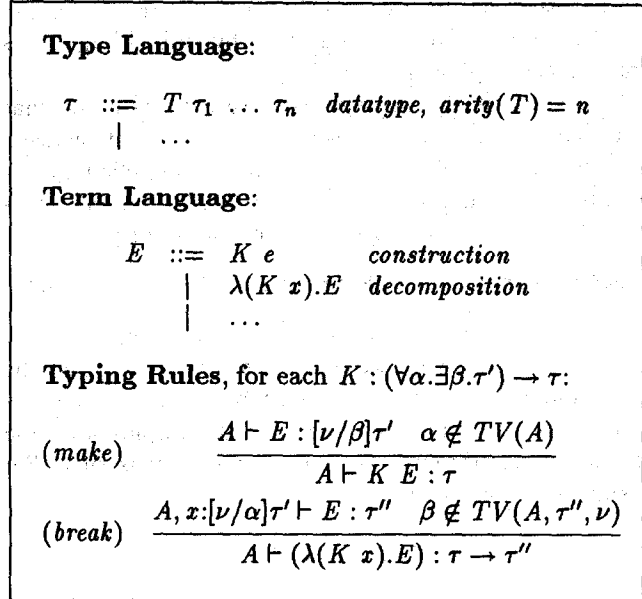 Type Language:
τ ::= T τ₁ … τₙ datatype, arity(T) = n
| …
Term Language:
E ::= K e construction
| λ(K x).E decomposition
| …
Typing Rules, for each K : (∀α.∃β.τ′) → τ:
A ⊢ E : [ν/β]τ′ α ∉ TV(A)
(make)
A ⊢ K E : τ
A, x:[ν/α]τ′ ⊢ E : τ″ β ∉ TV(A, τ″, ν)
(break)
A ⊢ (λ(K x).E) : τ → τ″